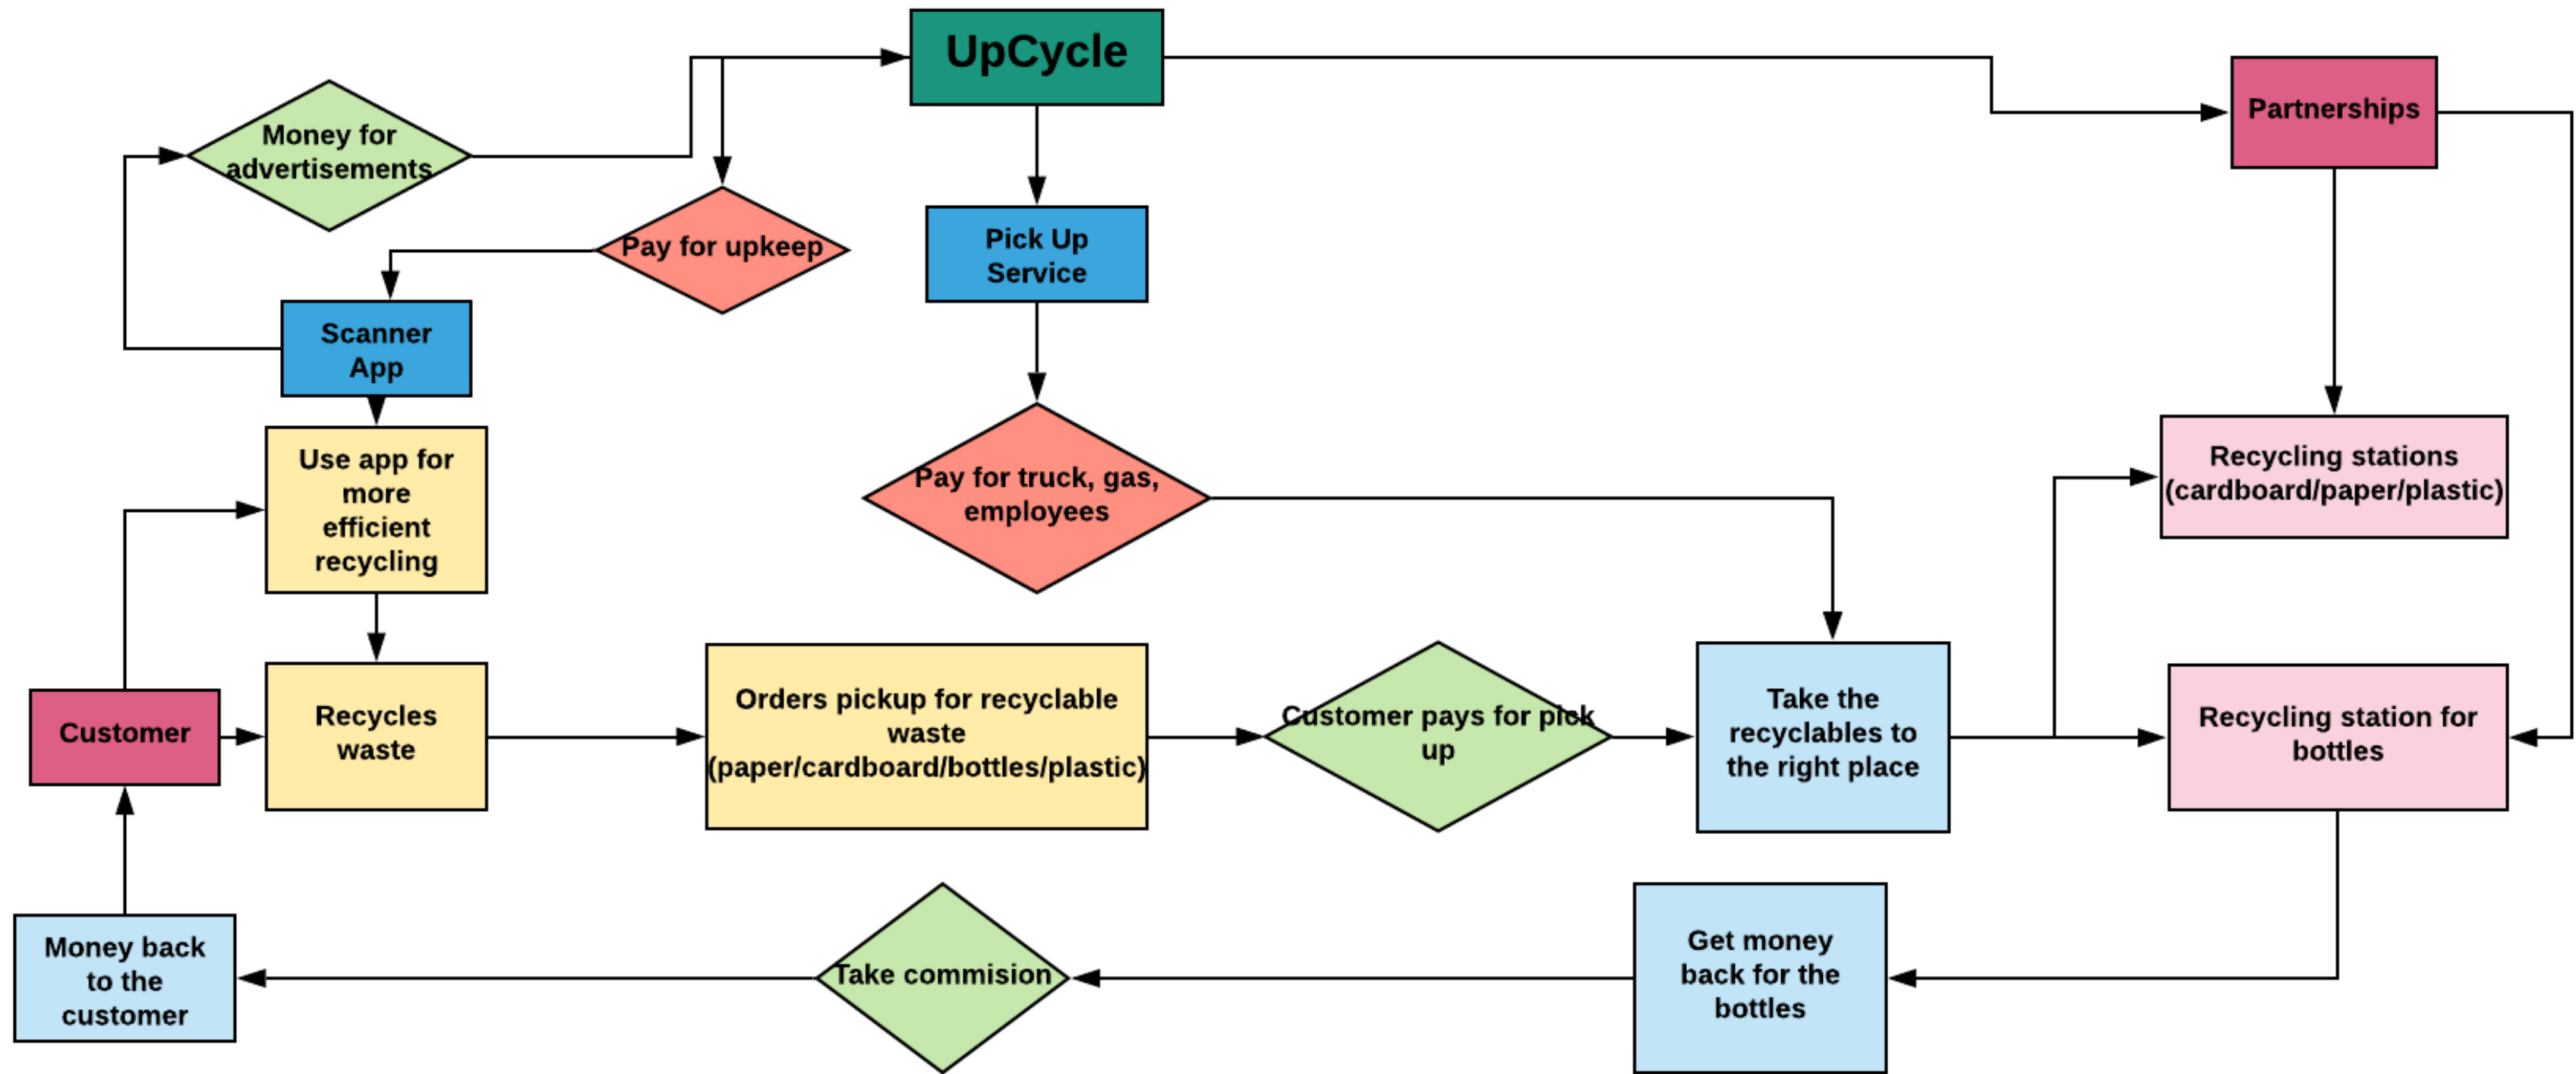 UpCycle
Partnerships
Money for
advertisements
Pay for upkeep
Pick Up
Service
Scanner
App
Use app for
more
efficient
recycling
Pay for truck, gas,
employees
Recycling stations
(cardboard/paper/plastic)
Customer
Recycles
waste
Orders pickup for recyclable
waste
(paper/cardboard/bottles/plastic)
Customer pays for pick
up
Take the
recyclables to
the right place
Recycling station for
bottles
Money back
to the
customer
Take commision
Get money
back for the
bottles